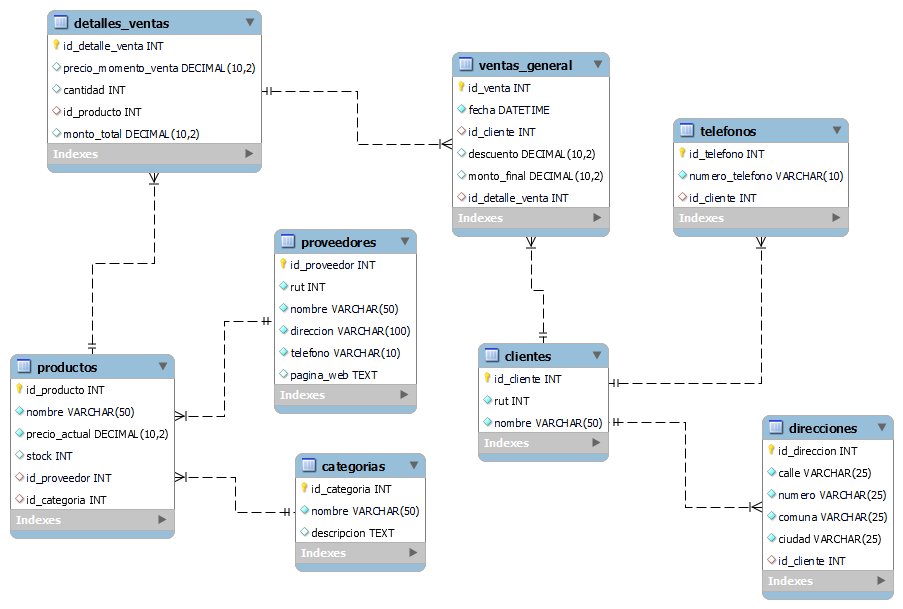 detalles_ventas
id_detalle_venta INT
precio_momento_venta DECIMAL(10,2)
cantidad INT
id_producto INT
monto_total DECIMAL(10,2)
Indexes
ventas_general
id_venta INT
fecha DATETIME
id_cliente INT
descuento DECIMAL(10,2)
monto_final DECIMAL(10,2)
id_detalle_venta INT
Indexes
telefonos
id_telefono INT
numero_telefono VARCHAR(10)
id_cliente INT
Indexes
proveedores
id_proveedor INT
rut INT
nombre VARCHAR(50)
direccion VARCHAR(100)
telefono VARCHAR(10)
pagina_web TEXT
Indexes
productos
id_producto INT
nombre VARCHAR(50)
precio_actual DECIMAL(10,2)
stock INT
id_proveedor INT
id_categoria INT
Indexes
categorias
id_categoria INT
nombre VARCHAR(50)
descripcion TEXT
Indexes
clientes
id_cliente INT
rut INT
nombre VARCHAR(50)
Indexes
direcciones
id_direccion INT
calle VARCHAR(25)
numero VARCHAR(25)
comuna VARCHAR(25)
ciudad VARCHAR(25)
id_cliente INT
Indexes